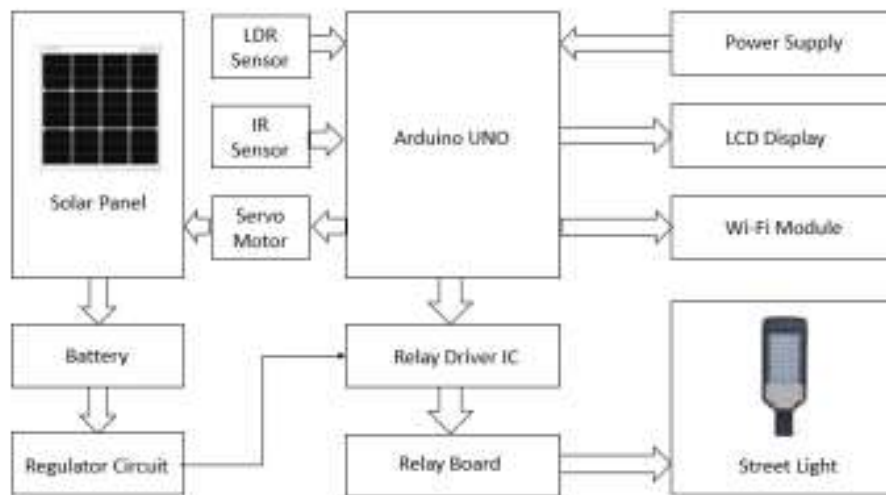 LDR
Sensor
Power Supply
IR
Sensor
Arduino UNO
LCD Display
Solar Panel
Servo
Motor
Wi-Fi Module
Battery
Relay Driver IC
Regulator Circuit
Relay Board
Street Light